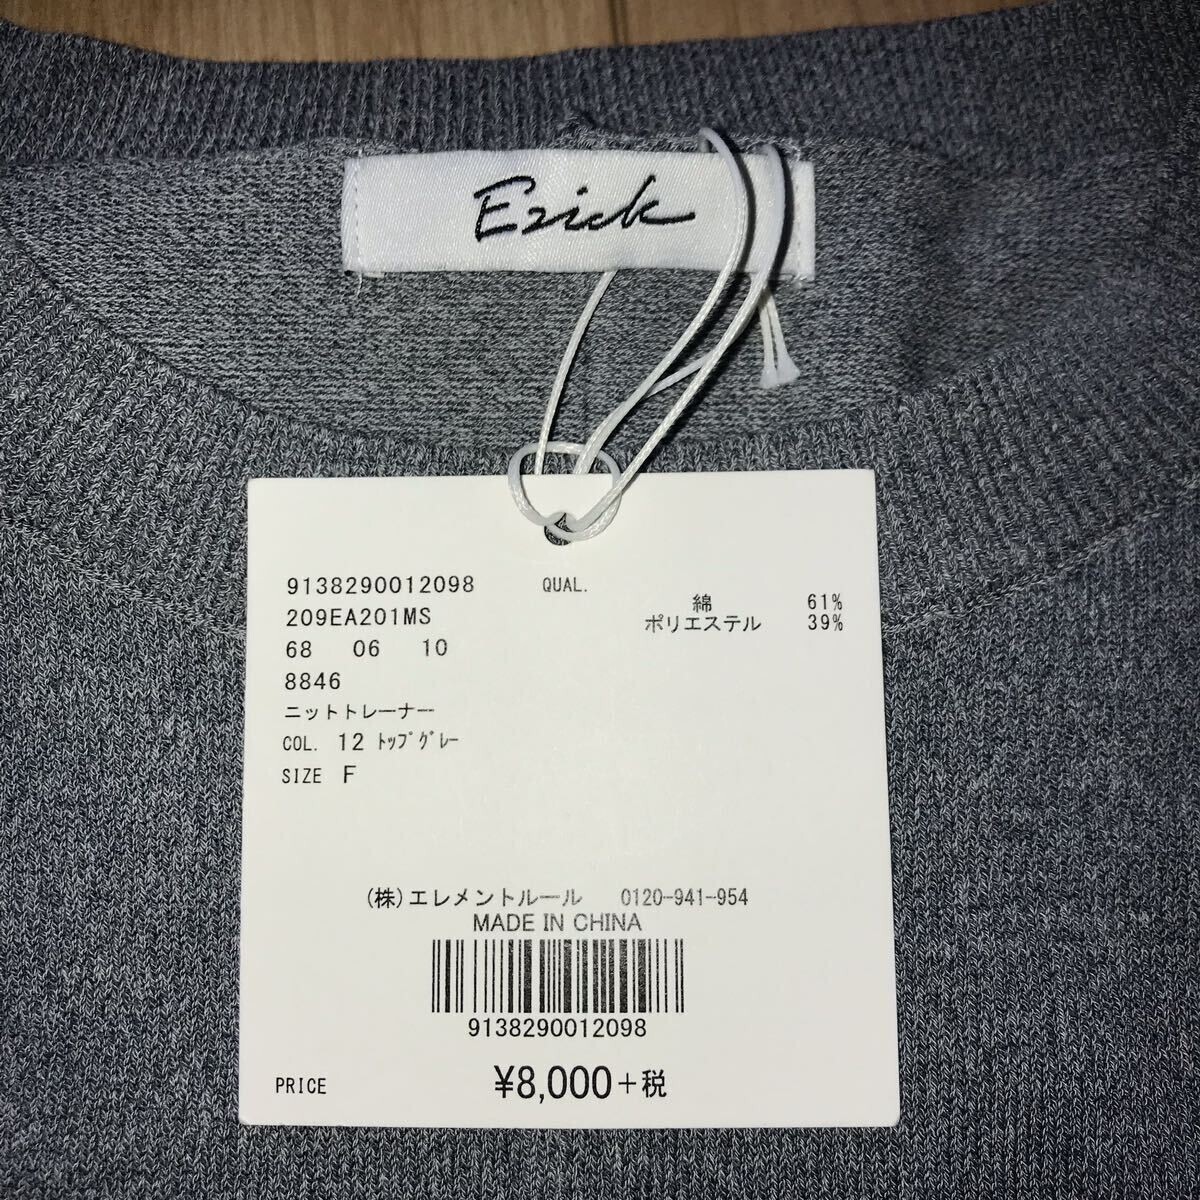 Erick
9138290012098 QUAL.
綿 61%
209EA201MS
ポリエステル 39%
68 06 10
8846
ニットトレーナー
COL. 12 ﾄｯﾌﾟｸﾞﾚｰ
SIZE F
(株)エレメントルール 0120-941-954
MADE IN CHINA
9138290012098
PRICE ¥8,000+税